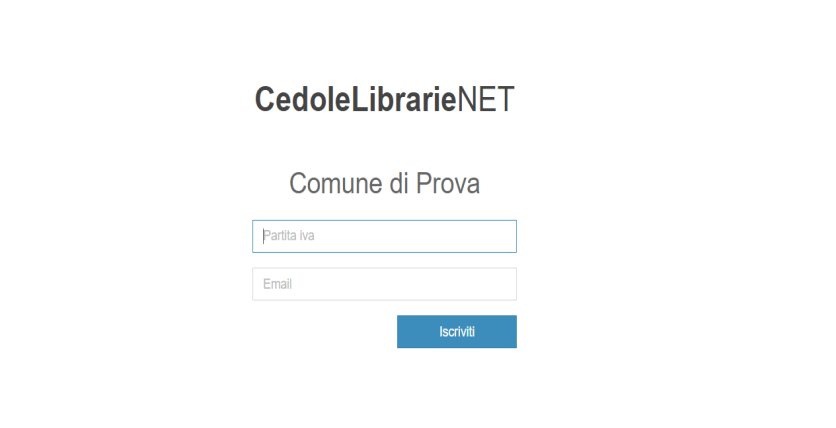 CedoleLibrarieNET
Comune di Prova
Partita iva
Email
Iscriviti